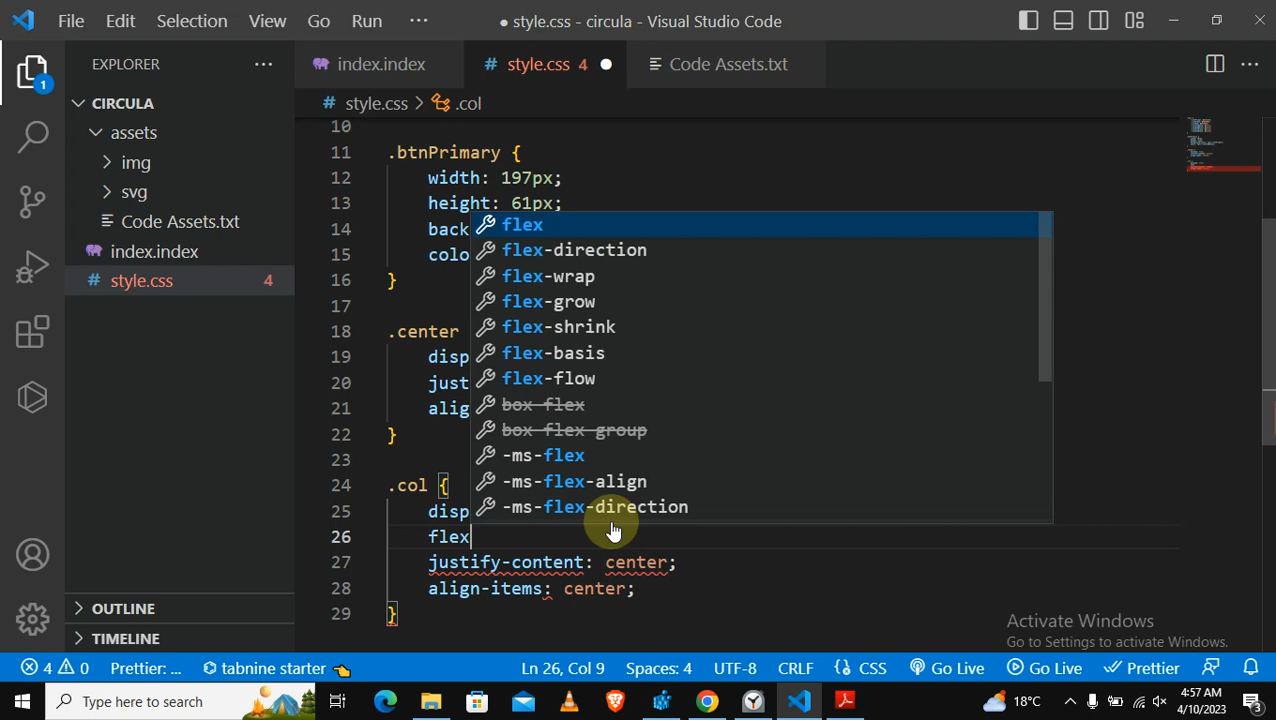 File Edit Selection View Go Run ··· ● style.css - circula - Visual Studio Code
EXPLORER ··· index.index # style.css 4 ● Code Assets.txt ···
1
CIRCULA # style.css > .col
assets
img
svg
Code Assets.txt
index.index
# style.css 4
10
11 .btnPrimary {
12 width: 197px;
13 height: 61px;
14 back
15 colo
16 }
17
18 .center
19 disp
20 just
21 alig
22 }
23
24 .col {
25 disp
26 flex
27 justify-content: center;
28 align-items: center;
29 }
flex
flex-direction
flex-wrap
flex-grow
flex-shrink
flex-basis
flex-flow
box-flex
box-flex-group
-ms-flex
-ms-flex-align
-ms-flex-direction
OUTLINE
TIMELINE
Activate Windows
Go to Settings to activate Windows.
4 0 Prettier: ... tabnine starter Ln 26, Col 9 Spaces: 4 UTF-8 CRLF {} CSS Go Live Go Live Prettier
Type here to search 18°C 4:57 AM
4/10/2023
3